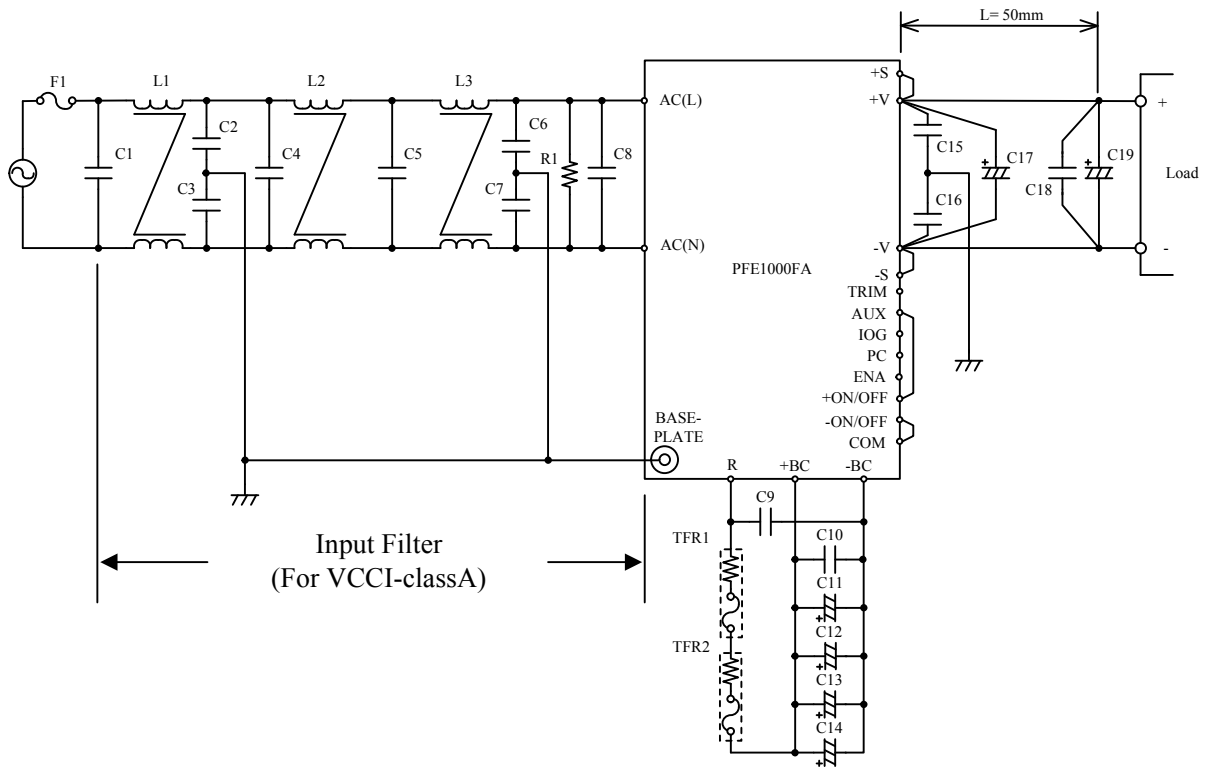 L= 50mm
F1
L1
L2
L3
+S
+V
AC(L)
+
C1
C2
C3
C4
C5
C6
C7
R1
C8
C15
C16
C17
C18
C19
Load
AC(N)
-V
-
PFE1000FA
-S
TRIM
AUX
IOG
PC
ENA
+ON/OFF
-ON/OFF
COM
BASE-
PLATE
R
+BC
-BC
C9
Input Filter
(For VCCI-classA)
TFR1
C10
C11
+
C12
+
TFR2
C13
+
C14
+
+
+